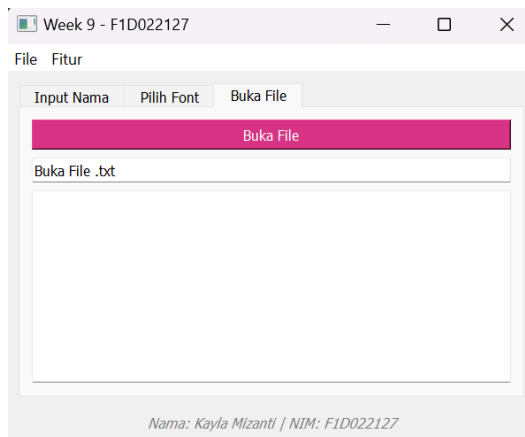 Week 9 - F1D022127
File Fitur
Input Nama Pilih Font Buka File
Buka File
Buka File .txt
Nama: Kayla Mizanti | NIM: F1D022127